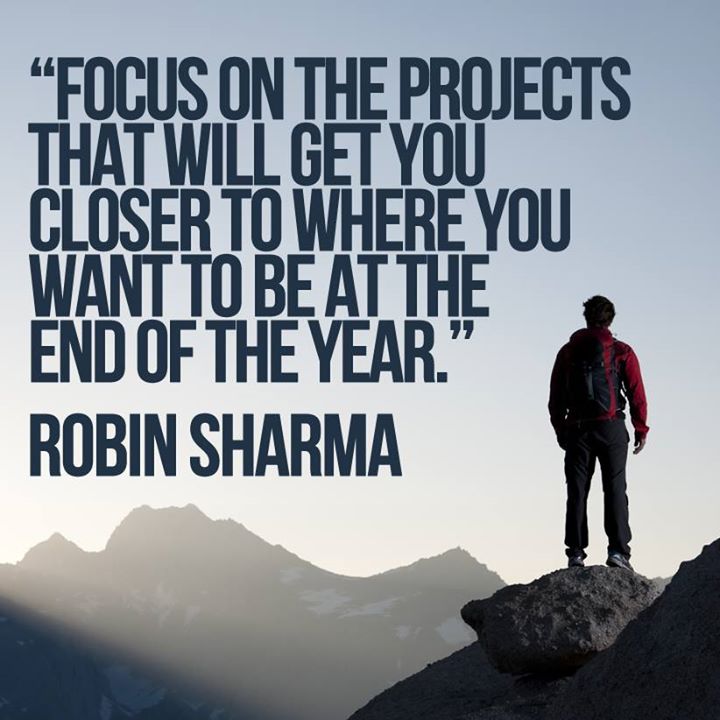 “FOCUS ON THE PROJECTS
THAT WILL GET YOU
CLOSER TO WHERE YOU
WANT TO BE AT THE
END OF THE YEAR.”
ROBIN SHARMA